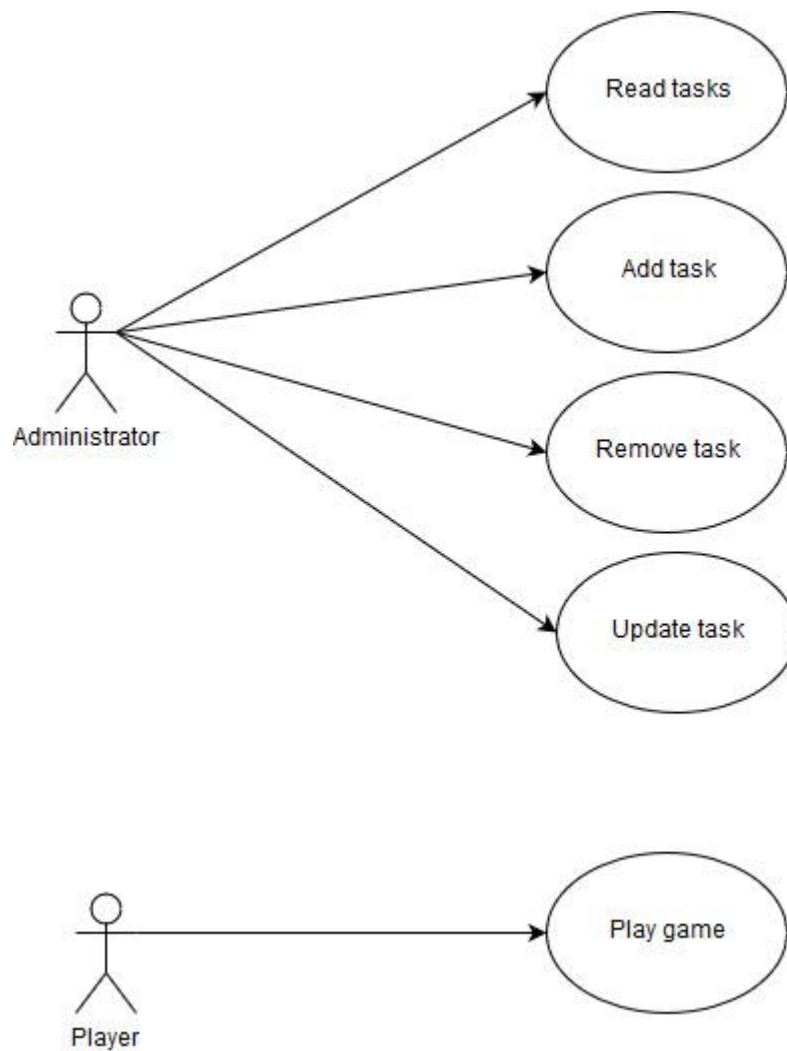 Read tasks
Add task
Administrator
Remove task
Update task
Play game
Player